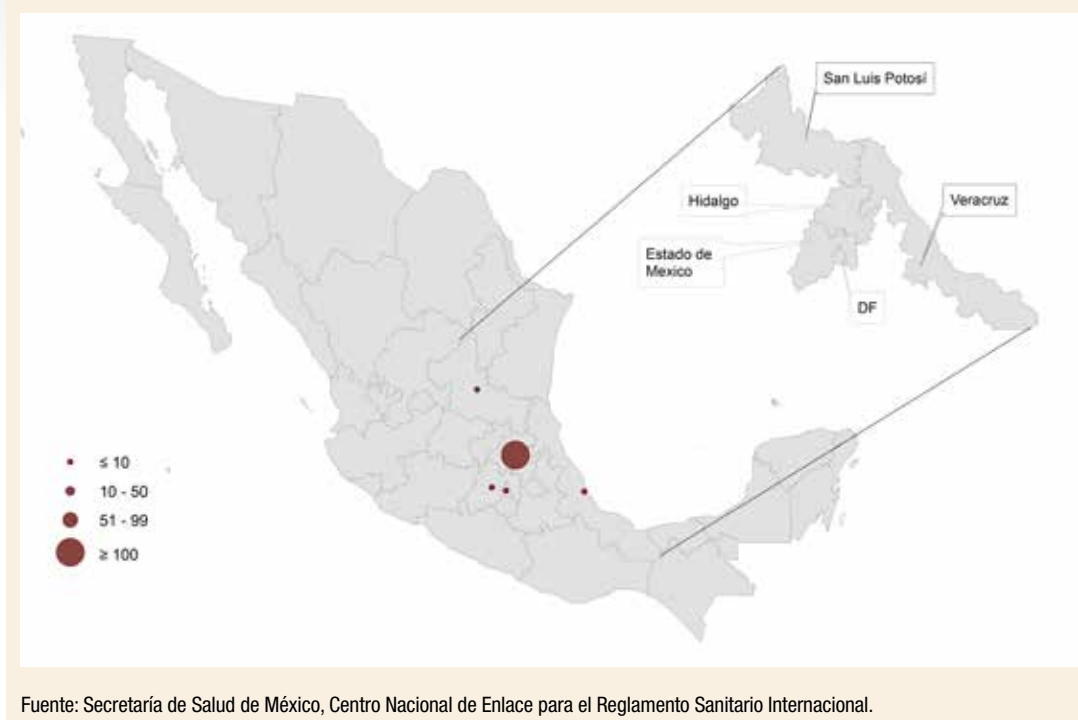 San Luis Potosí
Hidalgo
Veracruz
Estado de
Mexico
DF
≤ 10
10 - 50
51 - 99
≥ 100
Fuente: Secretaría de Salud de México, Centro Nacional de Enlace para el Reglamento Sanitario Internacional.